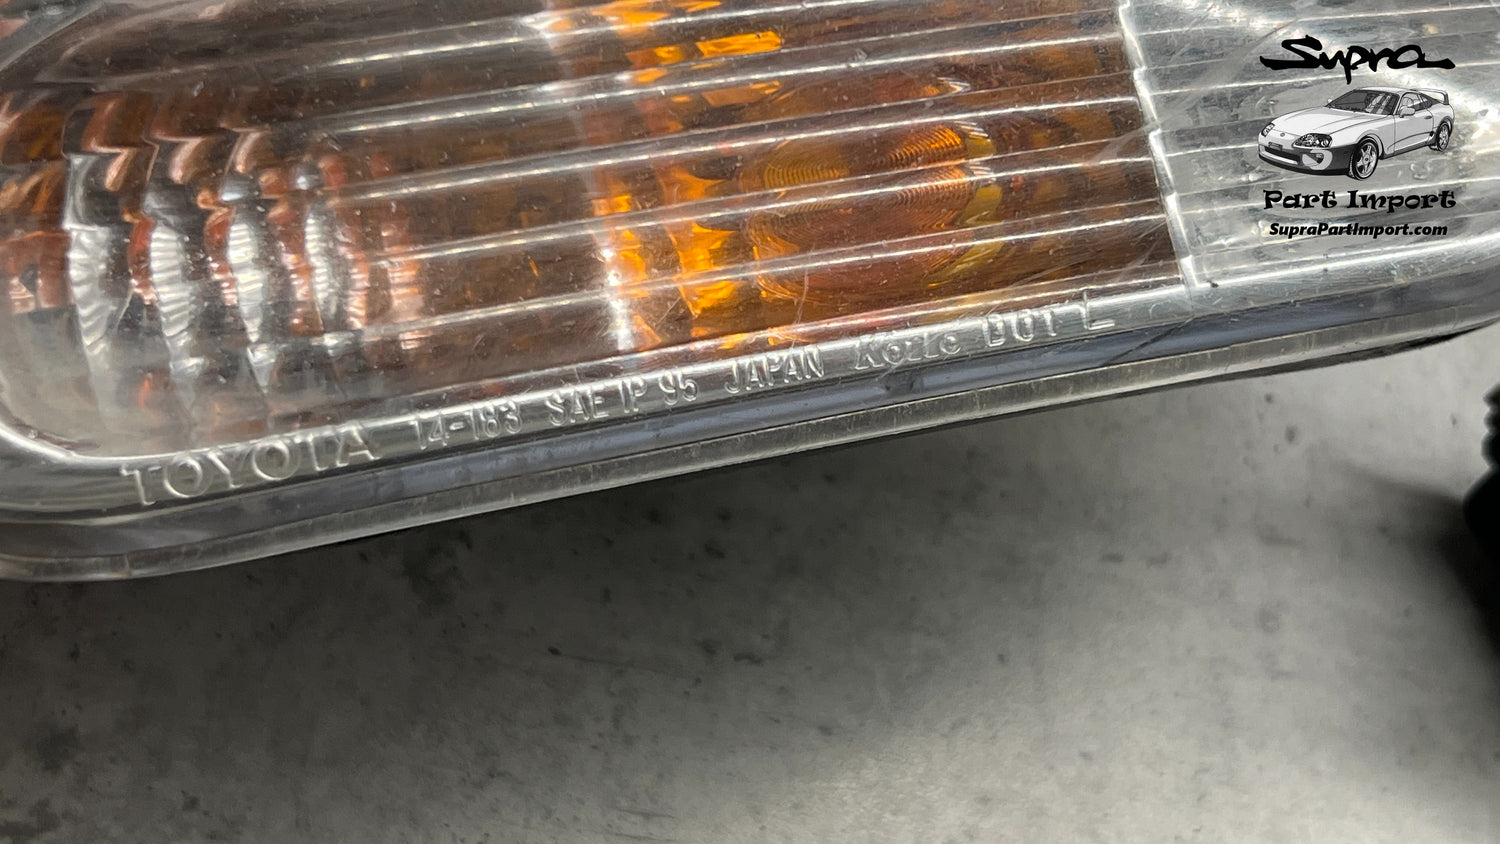 Supra
Part Import
SupraPartImport.com
TOYOTA 14-183 SAE IP 95 JAPAN Koito DOT L